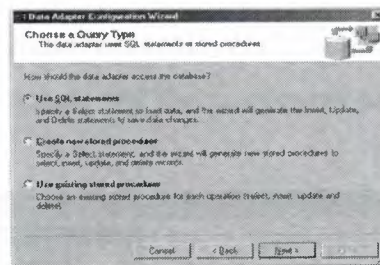 Data Adapter Configuration Wizard
Choose a Query Type
The data adapter uses SQL statements or stored procedures.
How should the data adapter access the database?
Use SQL statements
Specify a Select statement to load data, and the wizard will generate the Insert, Update,
and Delete statements to save data changes.
Create new stored procedures
Specify a Select statement, and the wizard will generate new stored procedures to
select, insert, update, and delete records.
Use existing stored procedures
Choose an existing stored procedure for each operation (select, insert, update and
delete).
Cancel
< Back
Next >